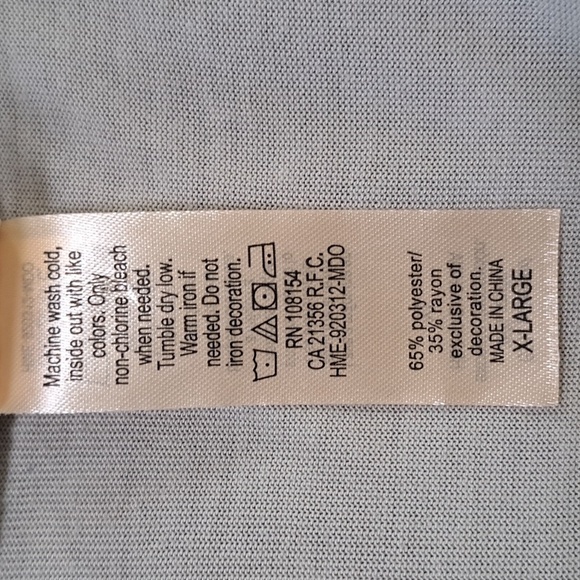 Machine wash cold,
inside out with like
colors. Only
non-chlorine bleach
when needed.
Tumble dry low.
Warm iron if
needed. Do not
iron decoration.
RN 108154
CA 21356 R.F.C.
HME-920312-MDO
65% polyester/
35% rayon
exclusive of
decoration.
MADE IN CHINA
X-LARGE